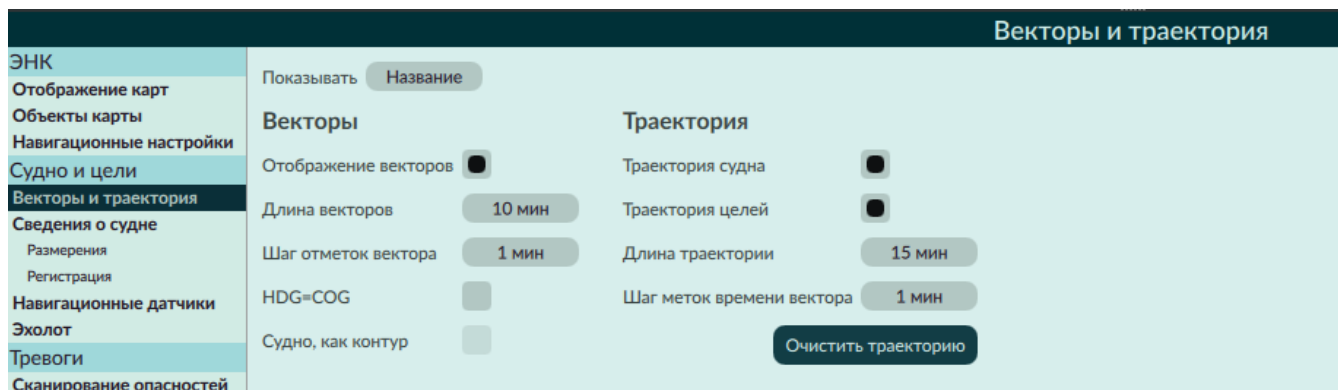 Векторы и траектория
ЭНК
Отображение карт
Объекты карты
Навигационные настройки
Судно и цели
Векторы и траектория
Сведения о судне
Размерения
Регистрация
Навигационные датчики
Эхолот
Тревоги
Сканирование опасностей
Показывать Название
Векторы
Отображение векторов
Длина векторов 10 мин
Шаг отметок вектора 1 мин
HDG=COG
Судно, как контур
Траектория
Траектория судна
Траектория целей
Длина траектории 15 мин
Шаг меток времени вектора 1 мин
Очистить траекторию